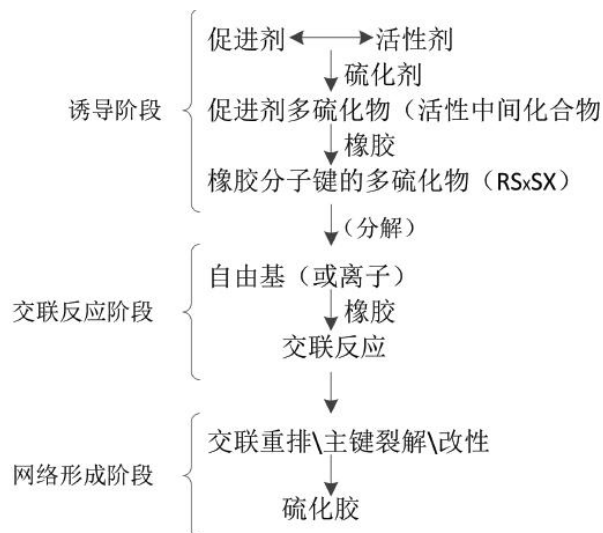 促进剂 活性剂
硫化剂
诱导阶段
促进剂多硫化物（活性中间化合物
橡胶
橡胶分子键的多硫化物（RSxSX）
（分解）
自由基（或离子）
交联反应阶段
橡胶
交联反应
交联重排\主键裂解\改性
网络形成阶段
硫化胶